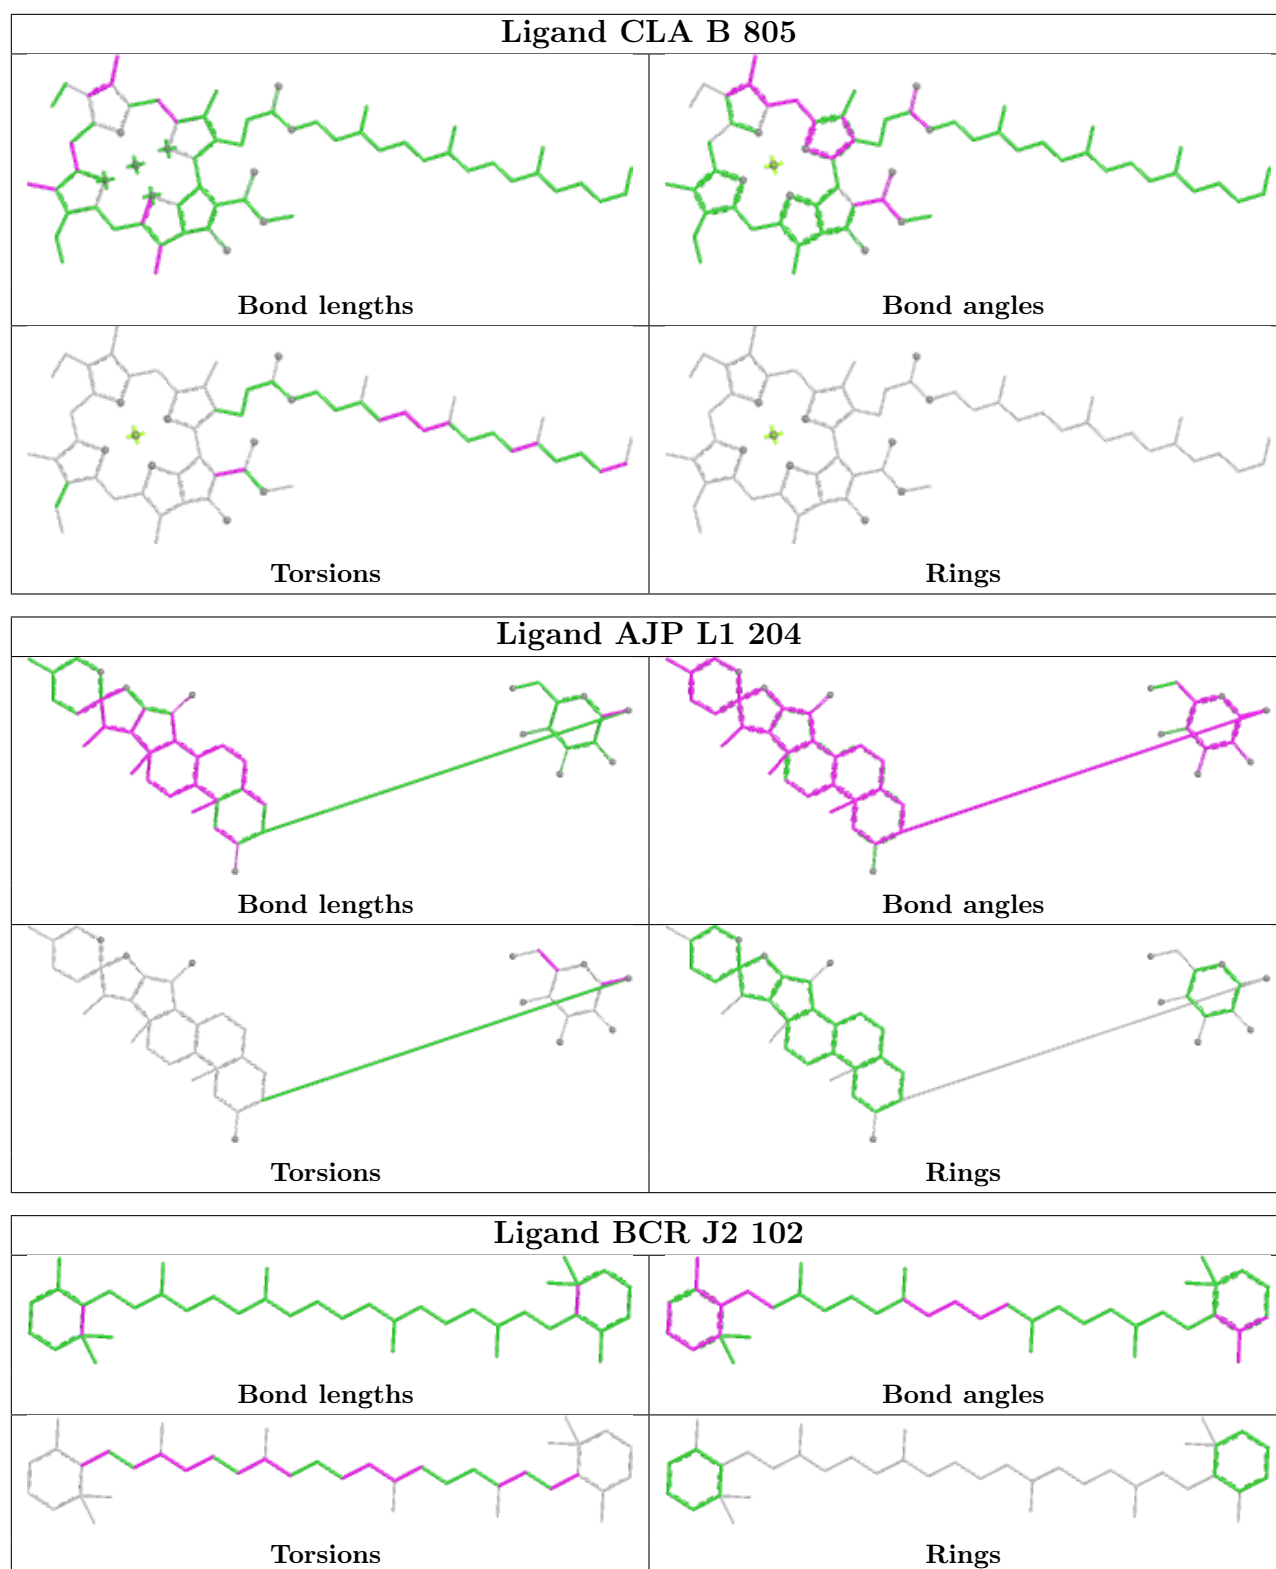 Ligand CLA B 805
Bond lengths
Bond angles
Torsions
Rings
Ligand AJP L1 204
Bond lengths
Bond angles
Torsions
Rings
Ligand BCR J2 102
Bond lengths
Bond angles
Torsions
Rings